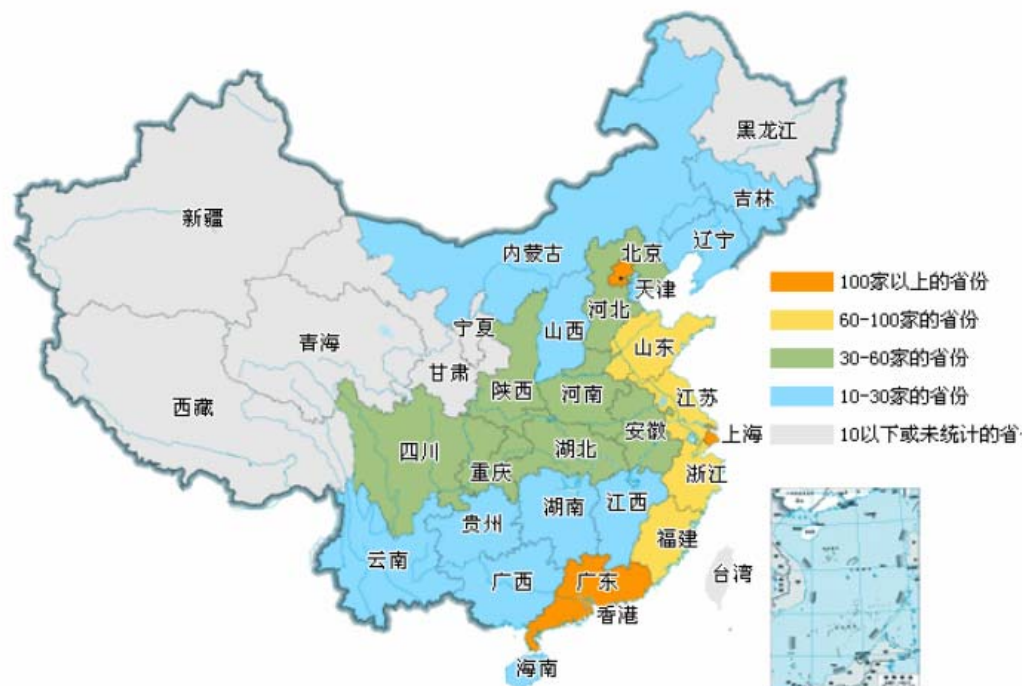 黑龙江
吉林
辽宁
新疆
内蒙古
北京
天津
河北
宁夏
山西
青海
山东
甘肃
陕西
河南
江苏
西藏
安徽
上海
四川
湖北
重庆
浙江
湖南
江西
贵州
福建
云南
广西
广东
台湾
香港
海南
100家以上的省份
60-100家的省份
30-60家的省份
10-30家的省份
10以下或未统计的省